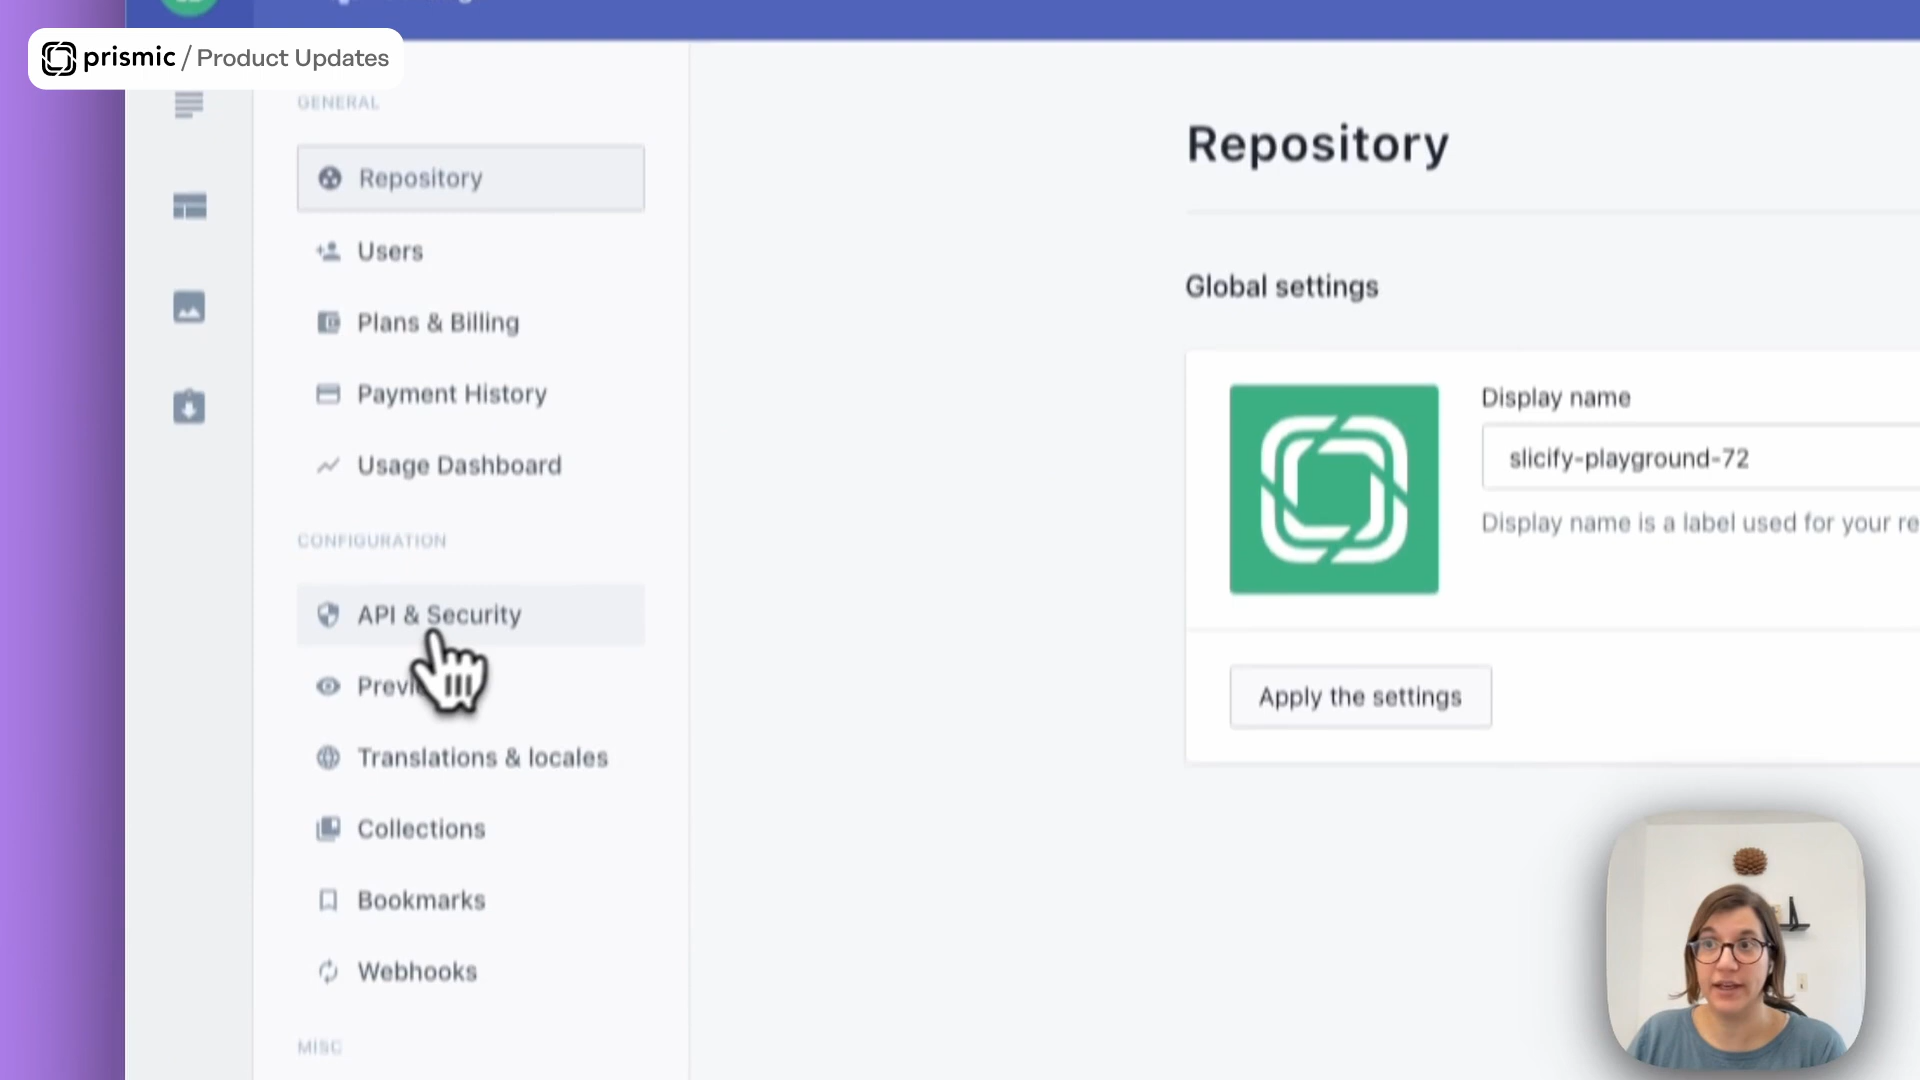 prismic / Product Updates
GENERAL
Repository
Users
Plans & Billing
Payment History
Usage Dashboard
CONFIGURATION
API & Security
Translations & locales
Collections
Bookmarks
Webhooks
MISC
Repository
Global settings
Display name
slicify-playground-72
Display name is a label used for your re
Apply the settings